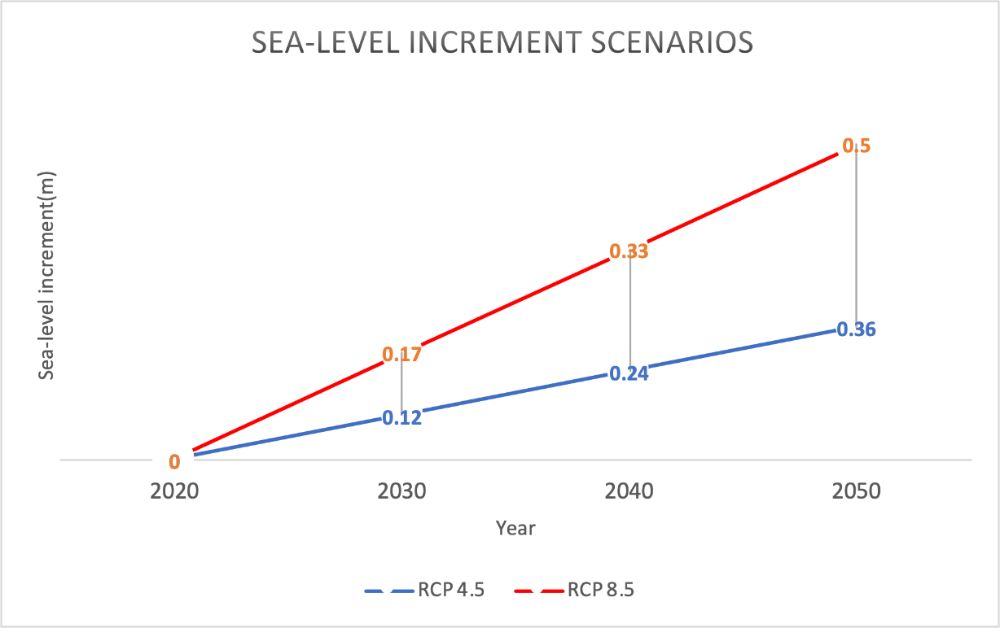 SEA-LEVEL INCREMENT SCENARIOS
Sea-level increment(m)
0.5
0.33
0.36
0.17
0.24
0.12
0
2020 2030 2040 2050
Year
RCP 4.5 RCP 8.5